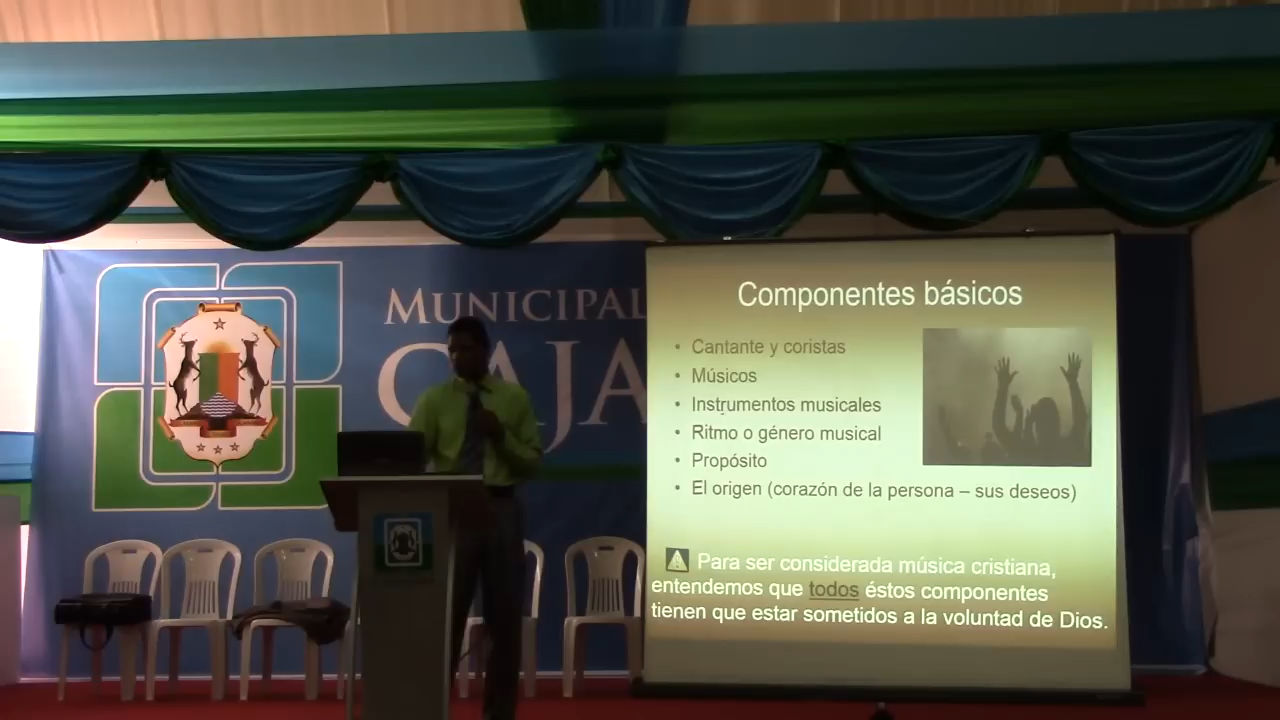 MUNICIPAL
CAJA
Componentes básicos
• Cantante y coristas
• Músicos
• Instrumentos musicales
• Ritmo o género musical
• Propósito
• El origen (corazón de la persona – sus deseos)
Para ser considerada música cristiana,
entendemos que todos éstos componentes
tienen que estar sometidos a la voluntad de Dios.